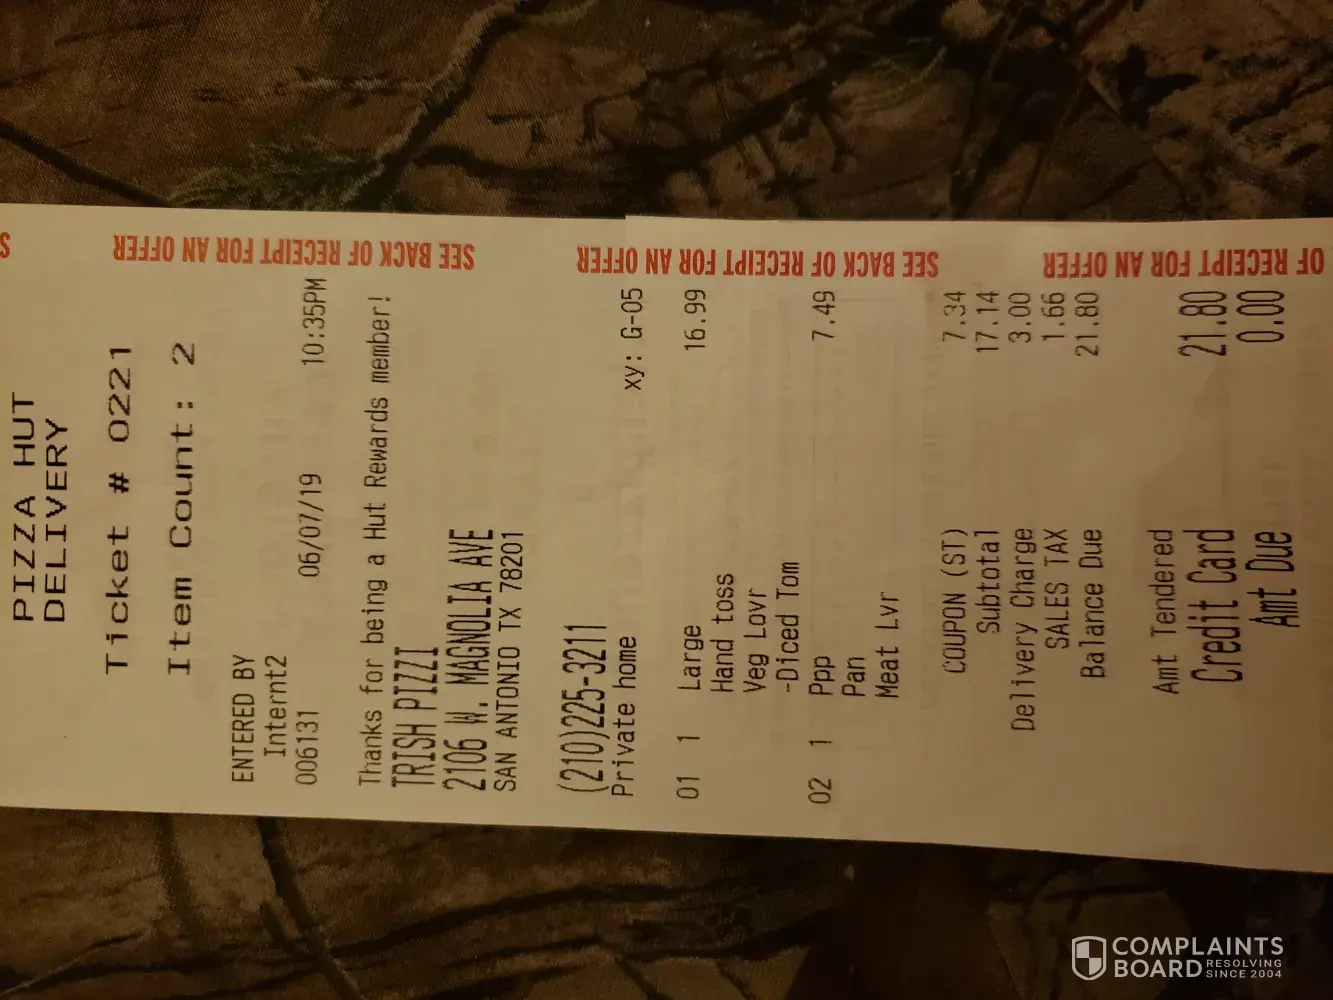 PIZZA HUT
DELIVERY
Ticket # 0221
Item Count: 2
ENTERED BY
Internt2
006131 06/07/19 10:35PM
Thanks for being a Hut Rewards member!
TRISH PIZZI
2106 W. MAGNOLIA AVE
SAN ANTONIO TX 78201
(210)225-3211
Private home xy: G-05
01 1 Large 16.99
Hand toss
Veg Lovr
-Diced Tom
02 1 Ppp 7.49
Pan
Meat Lvr
COUPON (ST) 7.34
Subtotal 17.14
Delivery Charge 3.00
SALES TAX 1.66
Balance Due 21.80
Amt Tendered
Credit Card 21.80
Amt Due 0.00
S
SEE BACK OF RECEIPT FOR AN OFFER
SEE BACK OF RECEIPT FOR AN OFFER
OF RECEIPT FOR AN OFFER
COMPLAINTS
BOARD RESOLVING
SINCE 2004